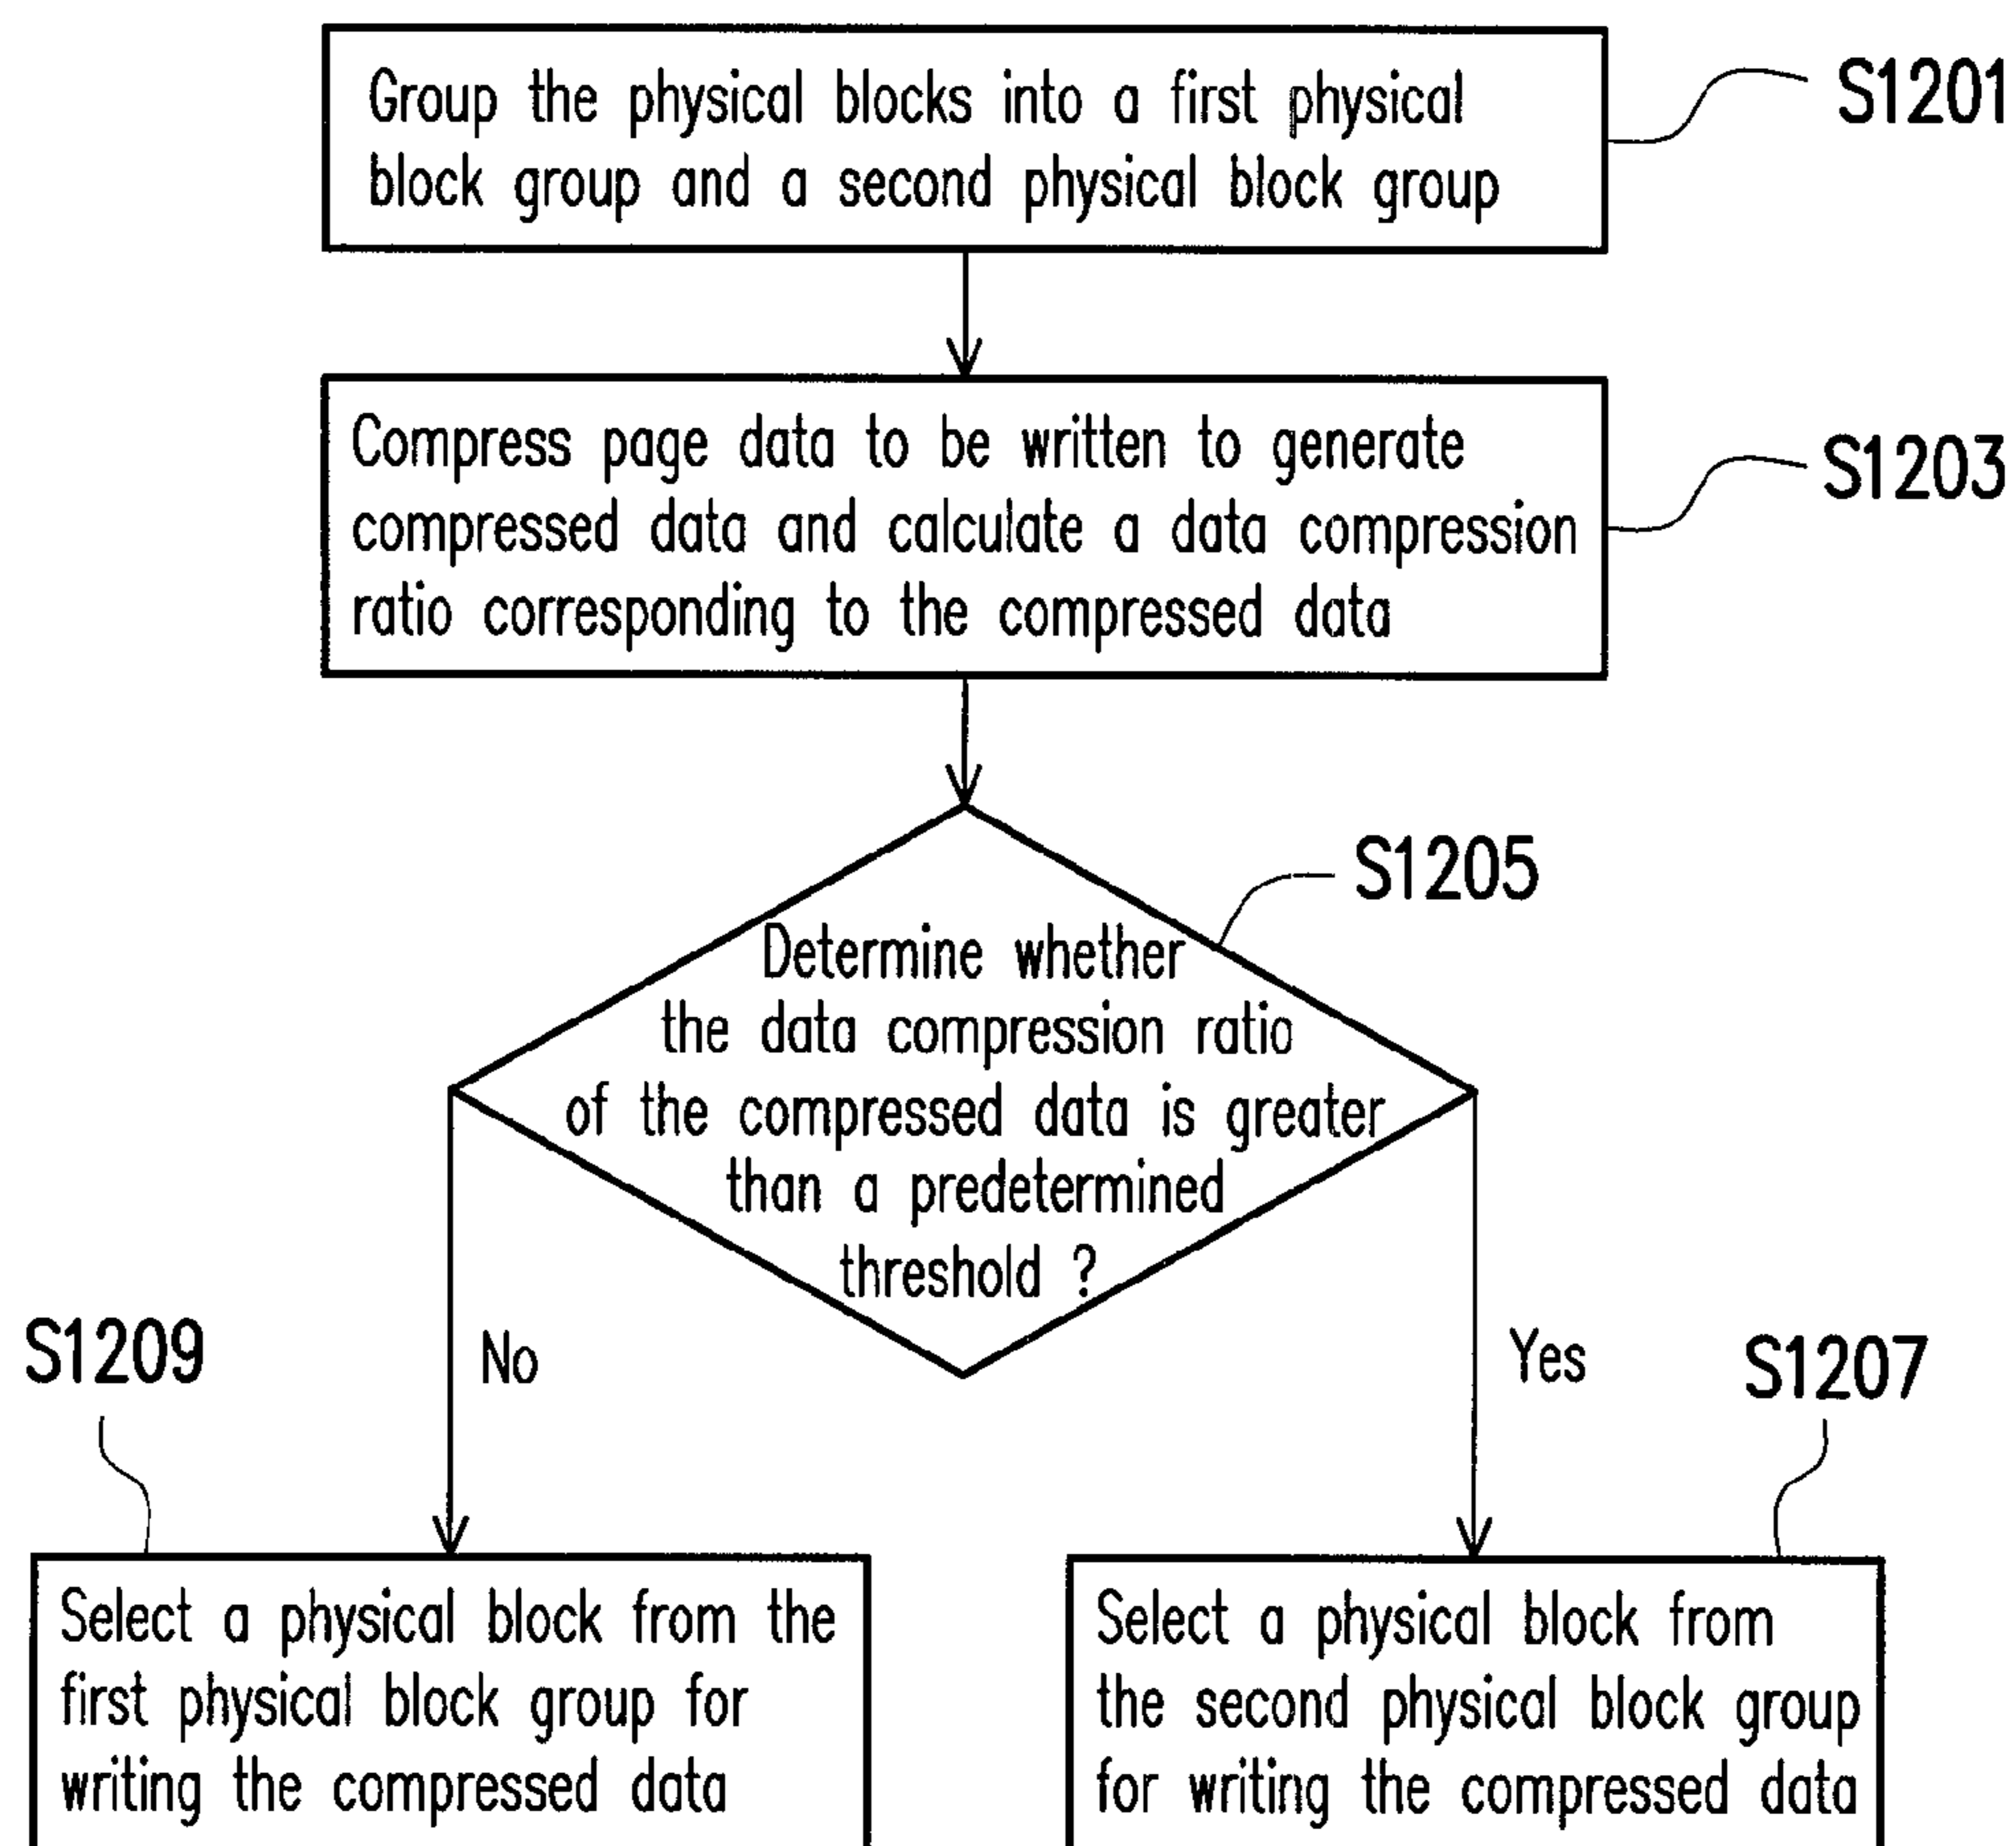 Group the physical blocks into a first physical
block group and a second physical block group
S1201
Compress page data to be written to generate
compressed data and calculate a data compression
ratio corresponding to the compressed data
S1203
S1205
Determine whether
the data compression ratio
of the compressed data is greater
than a predetermined
threshold ?
S1209
No
Yes
S1207
Select a physical block from the
first physical block group for
writing the compressed data
Select a physical block from
the second physical block group
for writing the compressed data